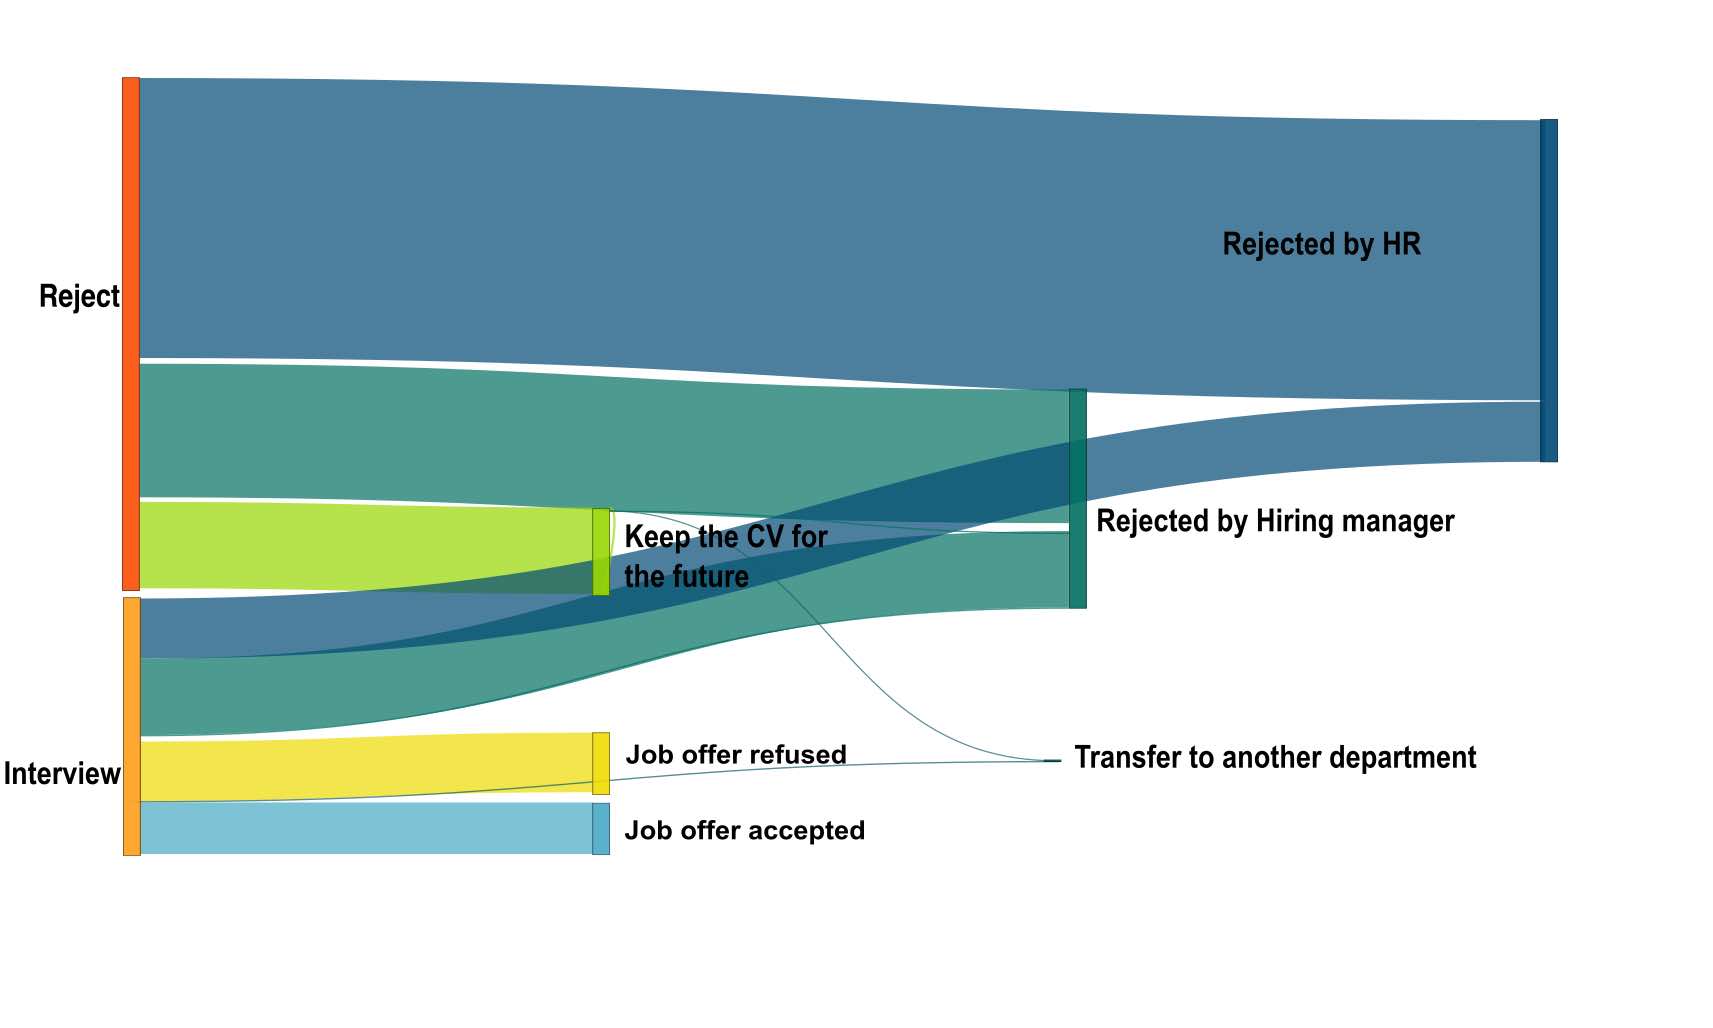 Rejected by HR
Reject
Rejected by Hiring manager
Keep the CV for
the future
Job offer refused
Transfer to another department
Interview
Job offer accepted